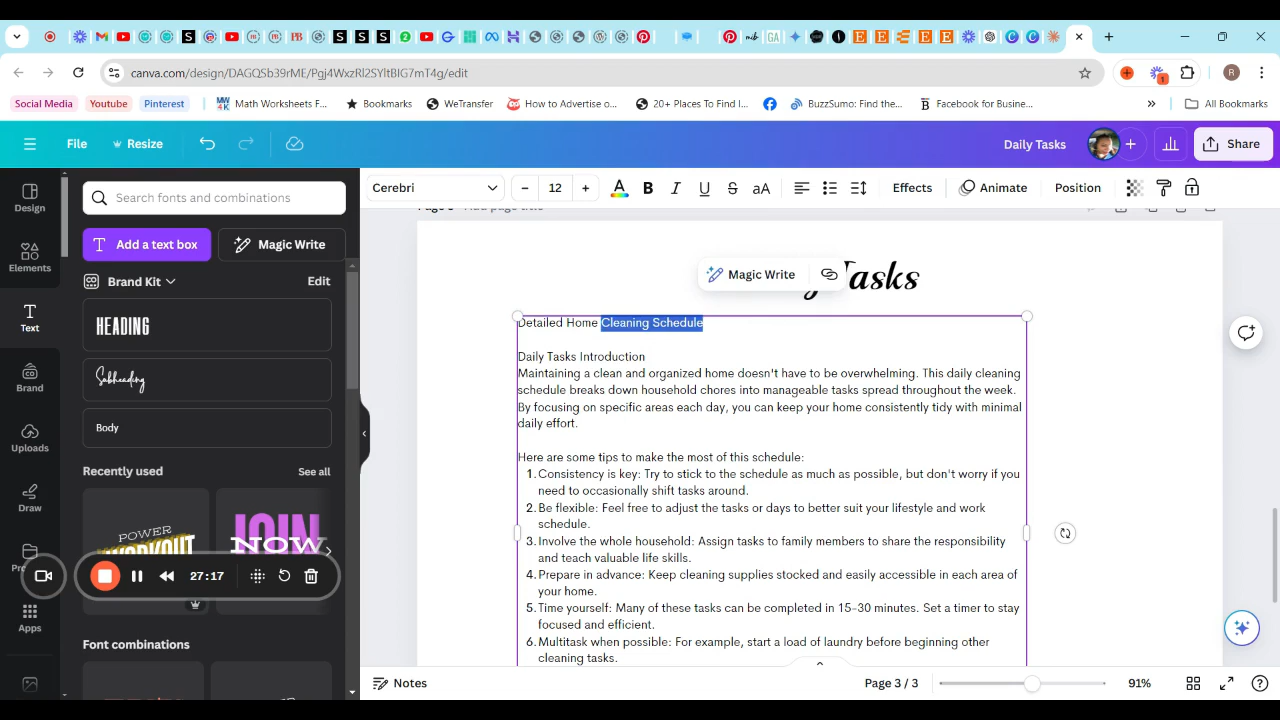 canva.com/design/DAGQSb39rME/Pgj4WxzRl2SYltBIG7mT4g/edit
R
Social Media
Youtube
Pinterest
Math Worksheets F...
Bookmarks
WeTransfer
How to Advertise o...
20+ Places To Find I...
BuzzSumo: Find the...
Facebook for Busine...
All Bookmarks
File
Resize
Daily Tasks
Share
Cerebri
12
aA
Effects
Animate
Position
Design
Elements
Text
Brand
Uploads
Draw
Apps
Search fonts and combinations
Add a text box
Magic Write
Brand Kit
Edit
HEADING
Subheading
Body
Recently used
See all
POWER
WORKOUT
JOIN
NOW
27:17
Font combinations
Magic Write
Tasks
Detailed Home Cleaning Schedule
Daily Tasks Introduction
Maintaining a clean and organized home doesn't have to be overwhelming. This daily cleaning
schedule breaks down household chores into manageable tasks spread throughout the week.
By focusing on specific areas each day, you can keep your home consistently tidy with minimal
daily effort.
Here are some tips to make the most of this schedule:
1. Consistency is key: Try to stick to the schedule as much as possible, but don't worry if you
need to occasionally shift tasks around.
2. Be flexible: Feel free to adjust the tasks or days to better suit your lifestyle and work
schedule.
3. Involve the whole household: Assign tasks to family members to share the responsibility
and teach valuable life skills.
4. Prepare in advance: Keep cleaning supplies stocked and easily accessible in each area of
your home.
5. Time yourself: Many of these tasks can be completed in 15-30 minutes. Set a timer to stay
focused and efficient.
6. Multitask when possible: For example, start a load of laundry before beginning other
cleaning tasks.
Notes
Page 3 / 3
91%